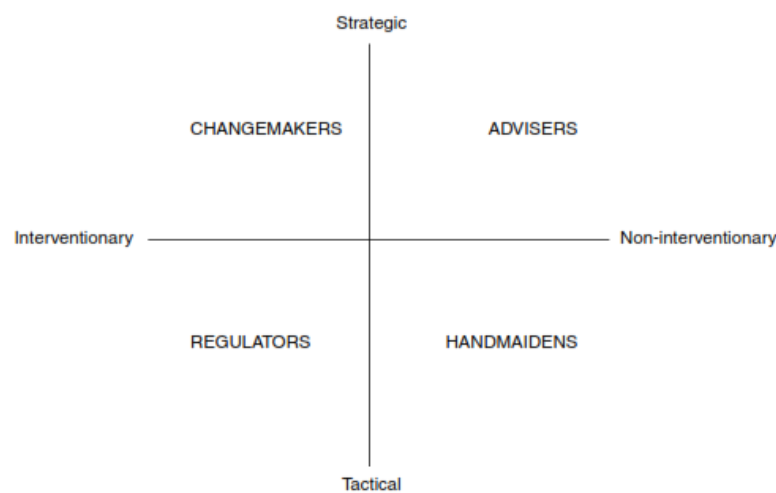 Strategic
CHANGEMAKERS
ADVISERS
Interventionary
Non-interventionary
REGULATORS
HANDMAIDENS
Tactical